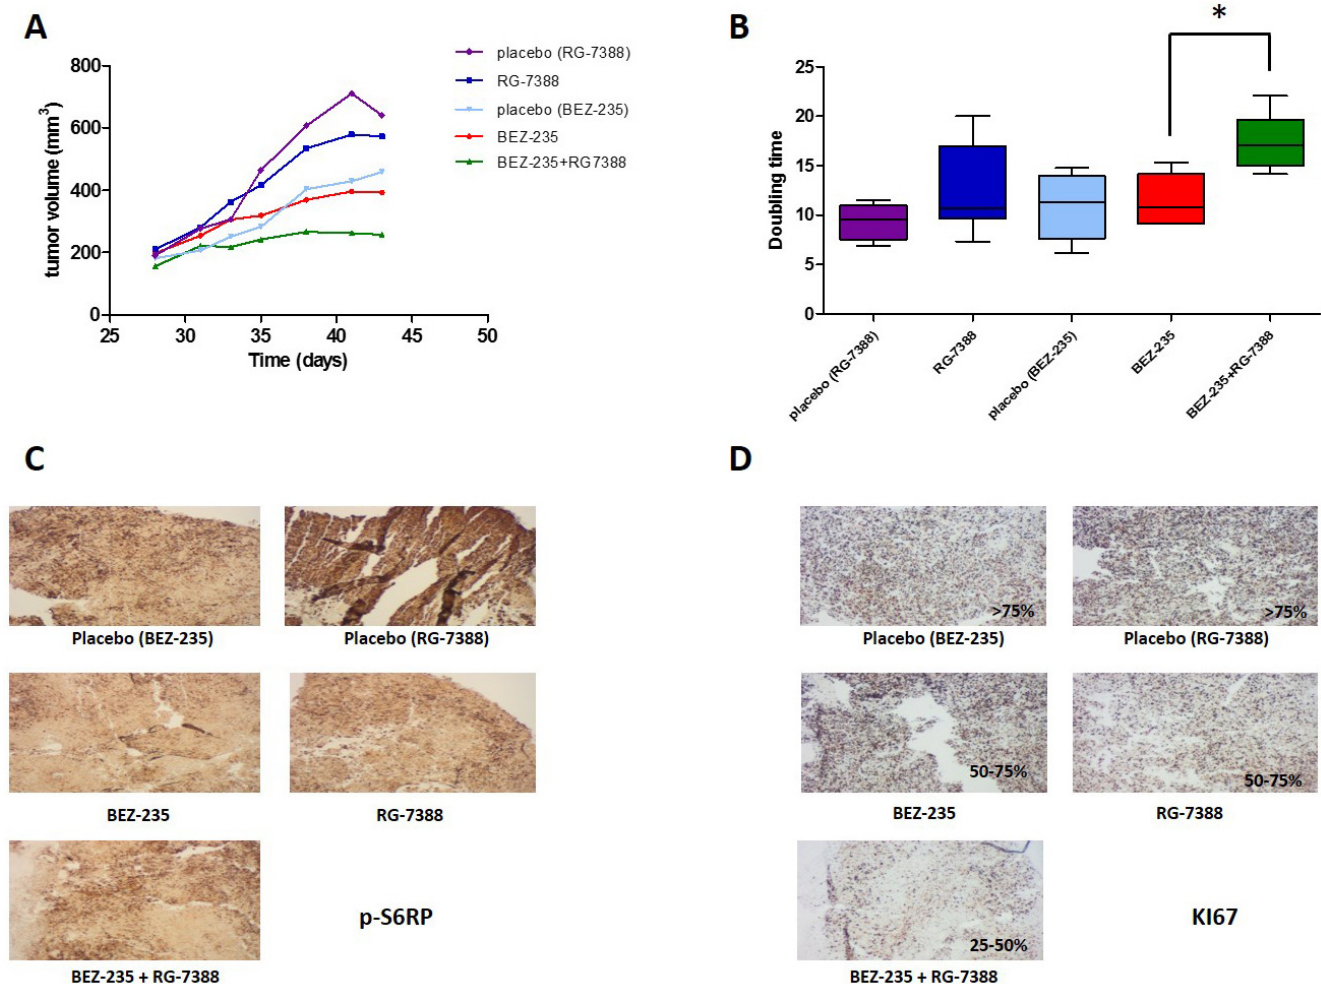 A
tumor volume (mm3)
800
600
400
200
0
25 30 35 40 45 50
Time (days)
placebo (RG-7388)
RG-7388
placebo (BEZ-235)
BEZ-235
BEZ-235+RG7388
B
*
Doubling time
25
20
15
10
5
0
placebo (RG-7388)
RG-7388
placebo (BEZ-235)
BEZ-235
BEZ-235+RG-7388
C
Placebo (BEZ-235)
Placebo (RG-7388)
BEZ-235
RG-7388
BEZ-235 + RG-7388
p-S6RP
D
>75%
>75%
Placebo (BEZ-235)
Placebo (RG-7388)
50-75%
50-75%
BEZ-235
RG-7388
25-50%
BEZ-235 + RG-7388
KI67